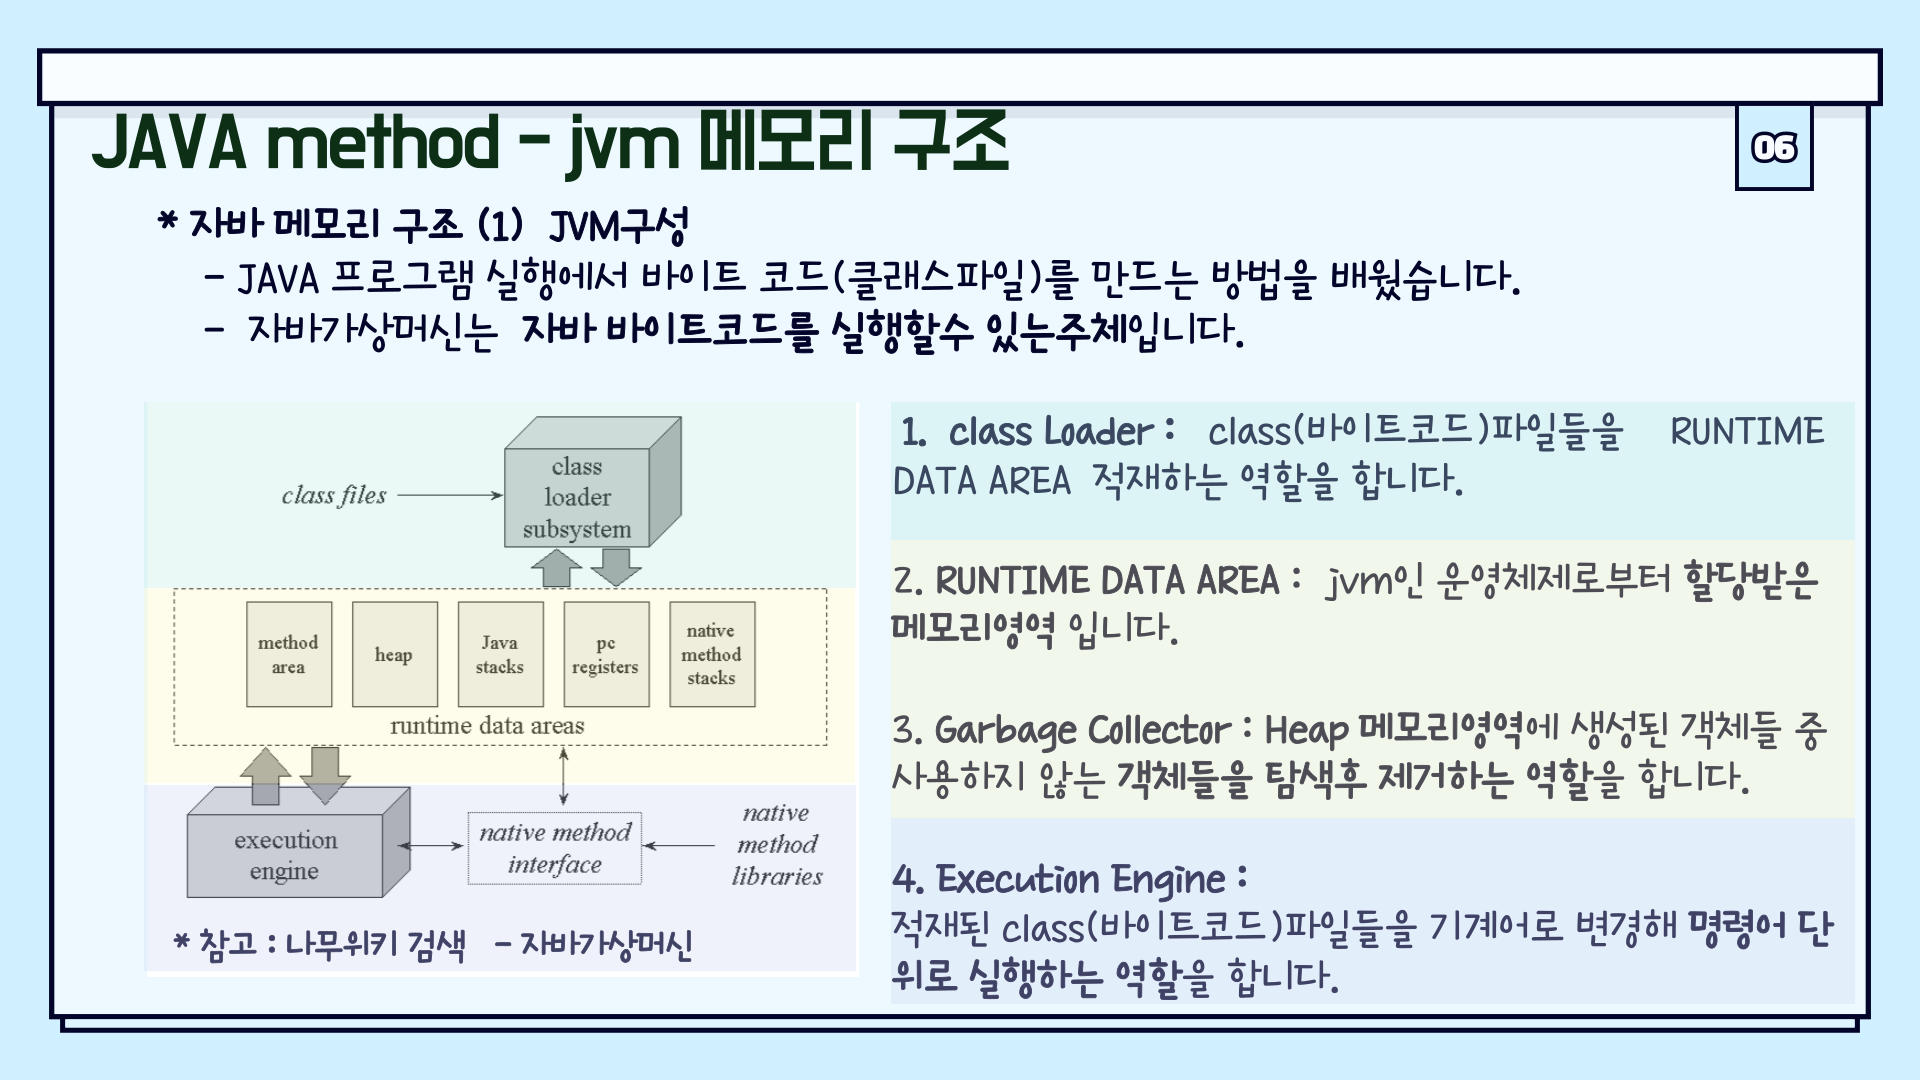 JAVA method - jvm 메모리 구조
06
* 자바 메모리 구조 (1) JVM구성
- JAVA 프로그램 실행에서 바이트 코드(클래스파일)를 만드는 방법을 배웠습니다.
- 자바가상머신는 자바 바이트코드를 실행할수 있는주체입니다.
class files
class
loader
subsystem
method
area
heap
Java
stacks
pc
registers
native
method
stacks
runtime data areas
execution
engine
native method
interface
native
method
libraries
* 참고 : 나무위키 검색 - 자바가상머신
1. class Loader : class(바이트코드)파일들을 RUNTIME
DATA AREA 적재하는 역할을 합니다.
2. RUNTIME DATA AREA : jvm인 운영체제로부터 할당받은
메모리영역 입니다.
3. Garbage Collector : Heap 메모리영역에 생성된 객체들 중
사용하지 않는 객체들을 탐색후 제거하는 역할을 합니다.
4. Execution Engine :
적재된 class(바이트코드)파일들을 기계어로 변경해 명령어 단
위로 실행하는 역할을 합니다.